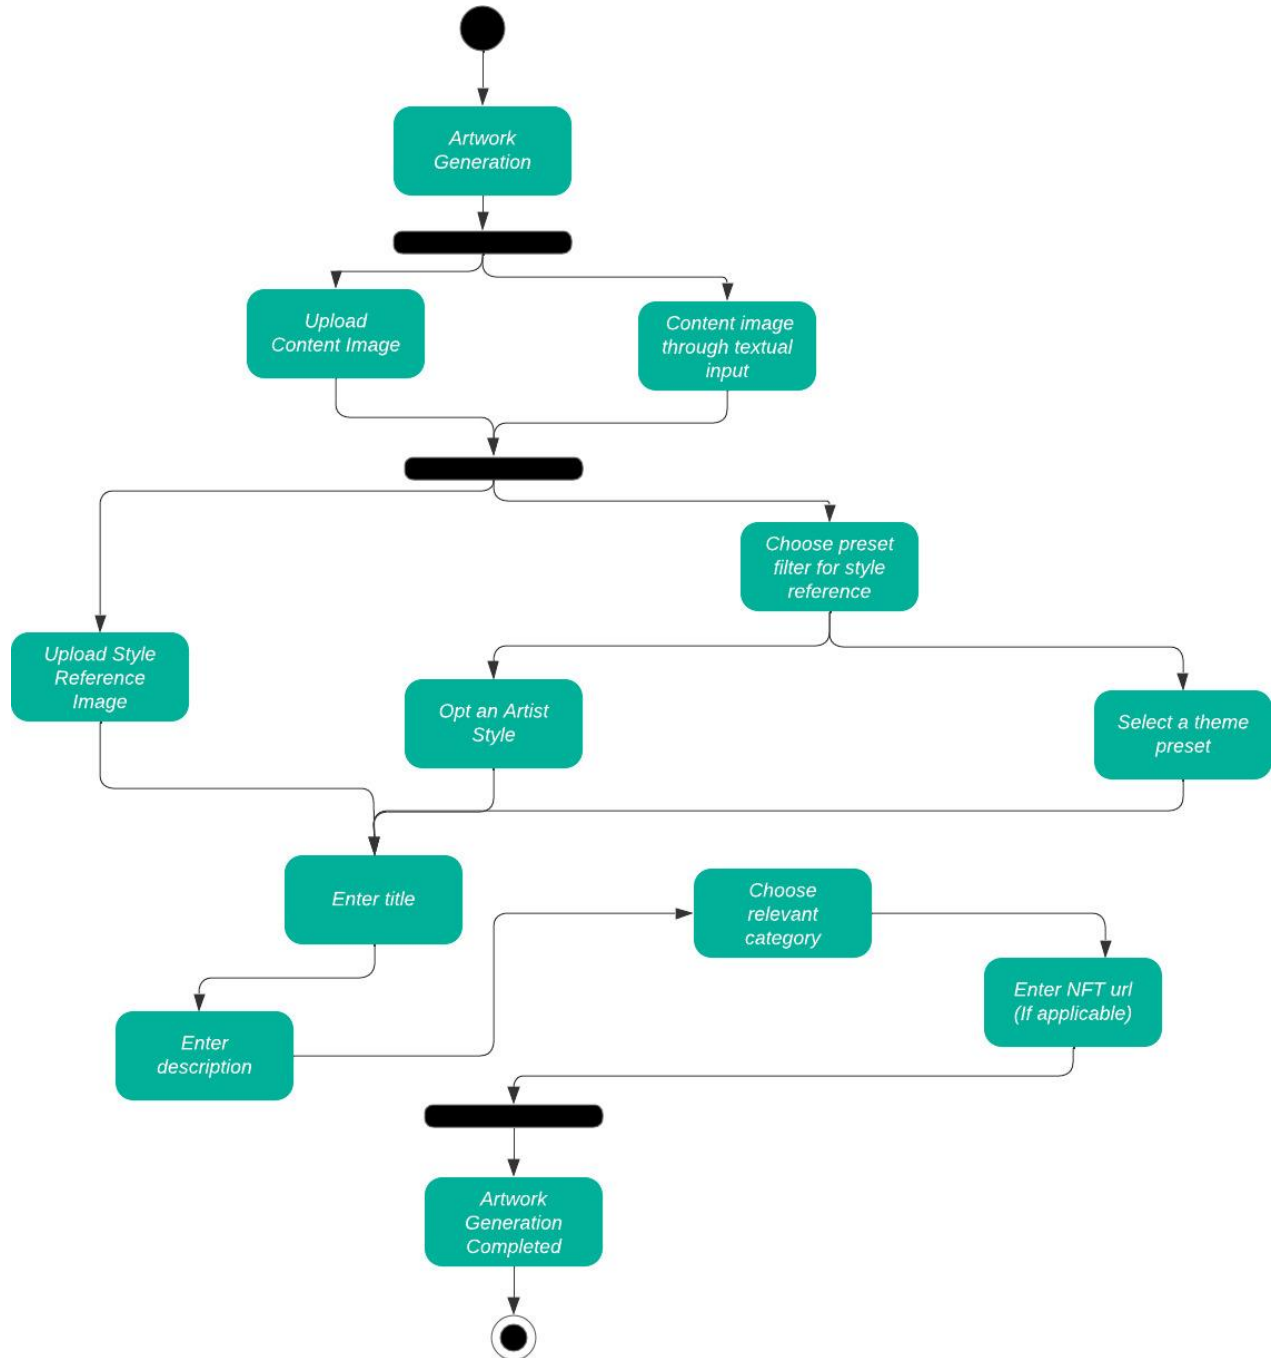 Artwork
Generation
Upload
Content Image
Content image
through textual
input
Choose preset
filter for style
reference
Upload Style
Reference
Image
Opt an Artist
Style
Select a theme
preset
Enter title
Choose
relevant
category
Enter NFT url
(If applicable)
Enter
description
Artwork
Generation
Completed